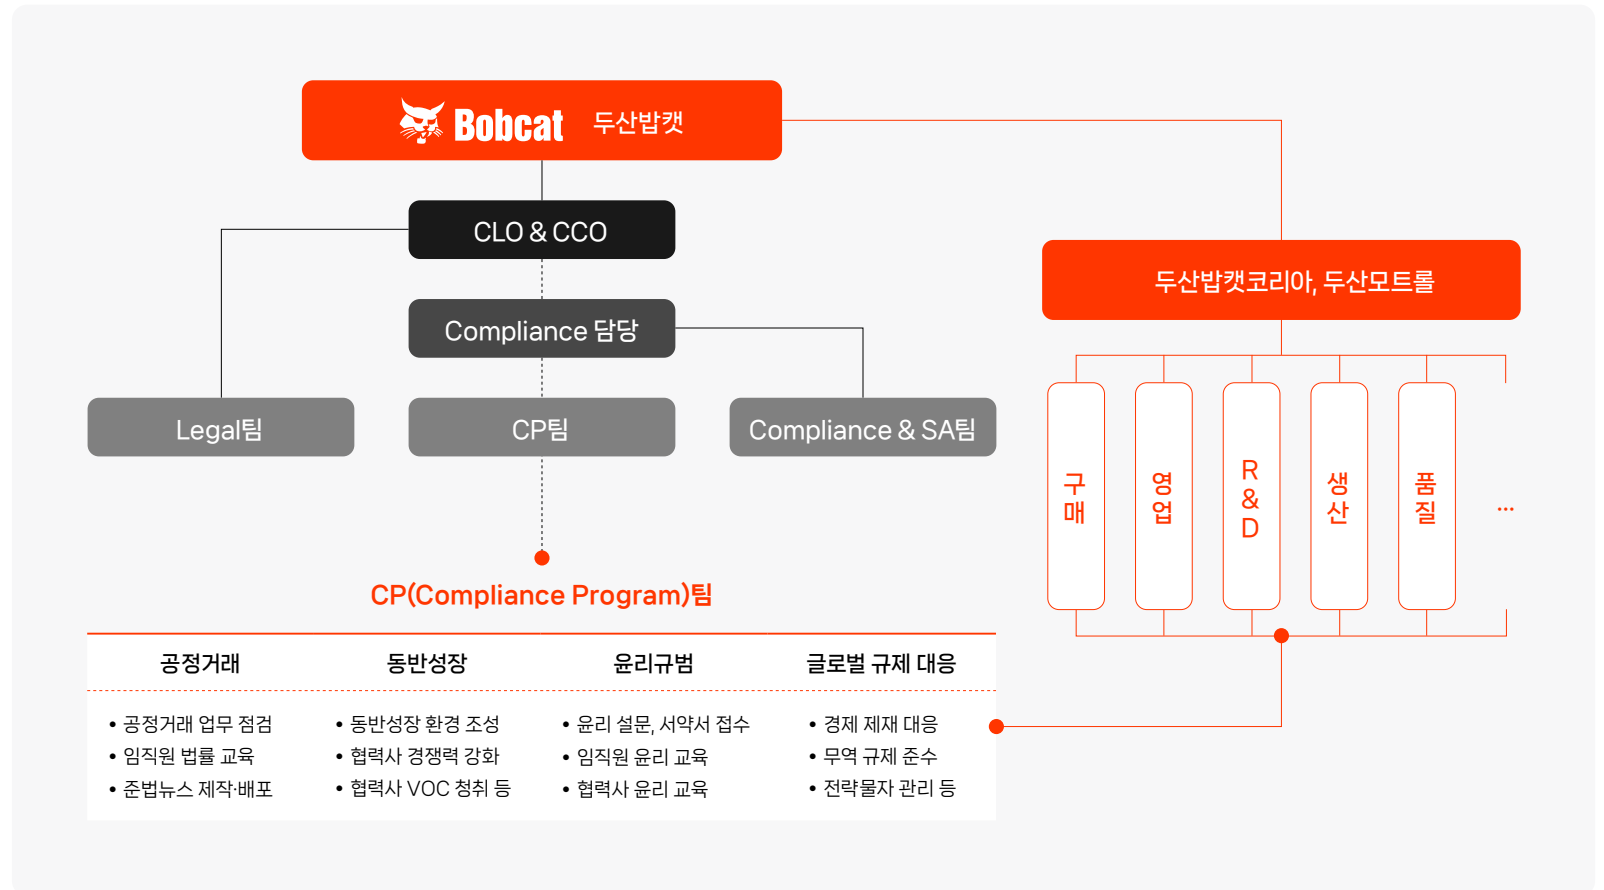 Bobcat 두산밥캣
CLO & CCO
두산밥캣코리아, 두산모트롤
Compliance 담당
Legal팀
CP팀
Compliance & SA팀
구매
영업
R&D
생산
품질
...
CP(Compliance Program)팀
공정거래
동반성장
윤리규범
글로벌 규제 대응
• 공정거래 업무 점검
• 임직원 법률 교육
• 준법뉴스 제작·배포
• 동반성장 환경 조성
• 협력사 경쟁력 강화
• 협력사 VOC 청취 등
• 윤리 설문, 서약서 접수
• 임직원 윤리 교육
• 협력사 윤리 교육
• 경제 제재 대응
• 무역 규제 준수
• 전략물자 관리 등